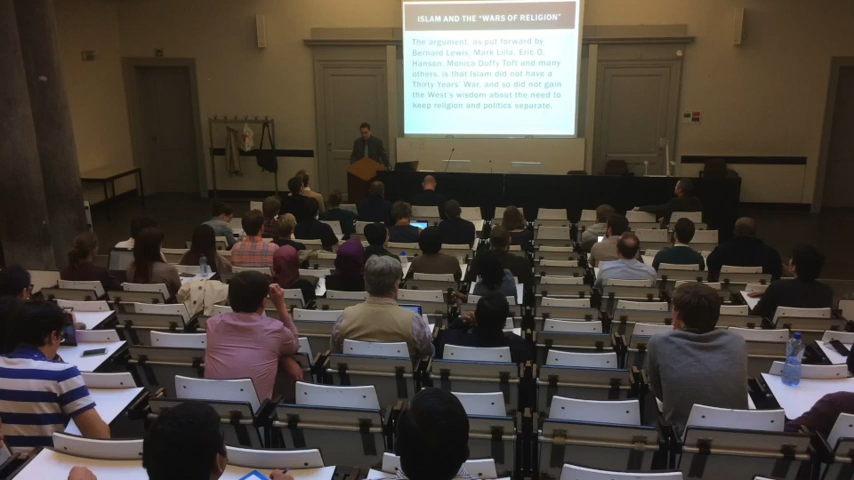 ISLAM AND THE "WARS OF RELIGION"
The argument, as put forward by
Bernard Lewis, Mark Lilla, Eric O.
Hanson, Monica Duffy Toft and many
others, is that Islam did not have a
Thirty Years' War, and so did not gain
the West's wisdom about the need to
keep religion and politics separate.